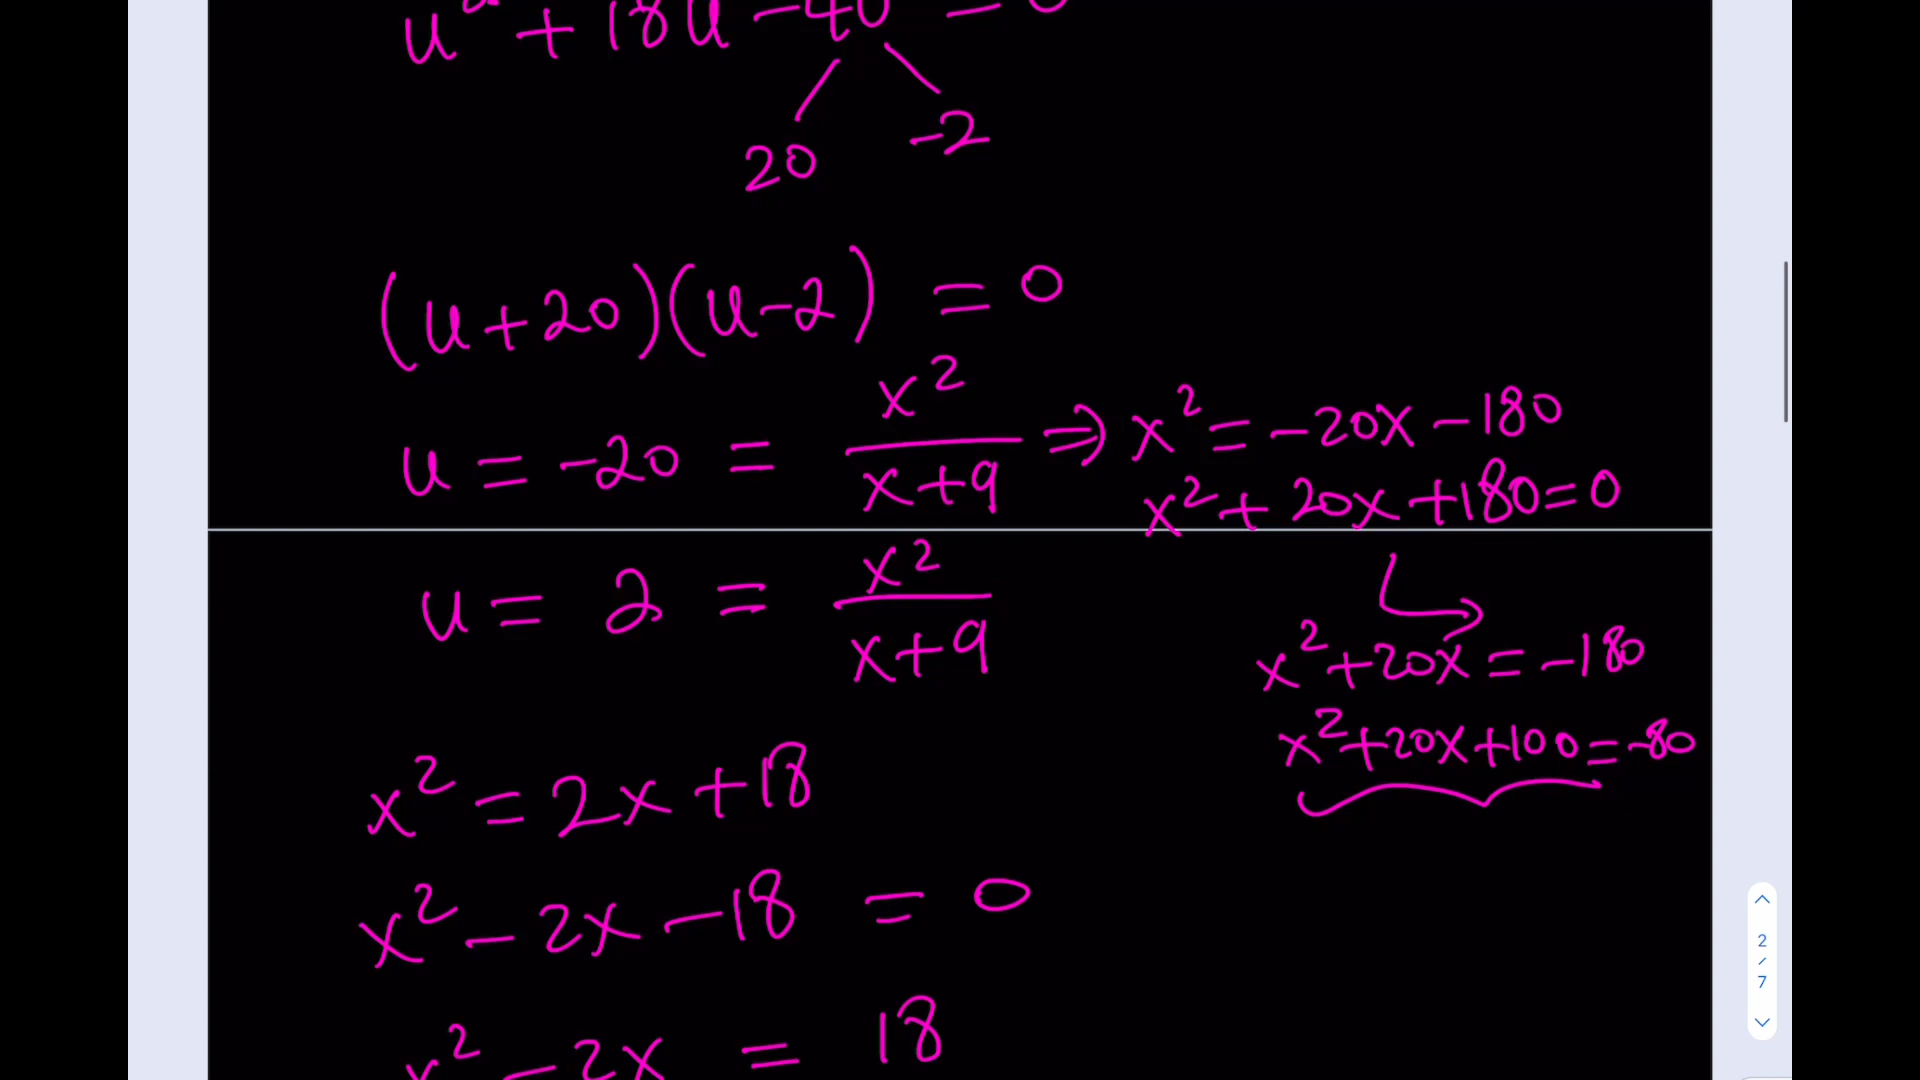 u² + 18u - 40 = 0
20 -2
(u+20)(u-2) = 0
u = -20 = x²/(x+9) ⇒ x² = -20x - 180
x² + 20x + 180 = 0
u = 2 = x²/(x+9)
x² + 20x = -180
x² + 20x + 100 = -80
x² = 2x + 18
x² - 2x - 18 = 0
x² - 2x = 18
2
/
7